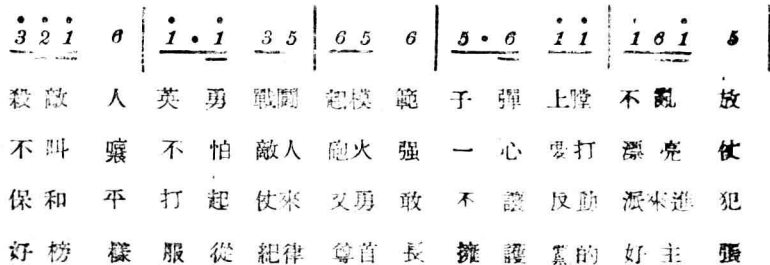 3 2 1 6 | 1 • 1 3 5 | 6 5 6 | 5 • 6 1 1 | 1 6 1 5
殺敵 人 英 勇 戰鬪 起模 範 子 彈 上膛 不亂 放
不叫 嚷 不 怕 敵人 砲火 强 一 心 要打 漂亮 仗
保和 平 打 起 仗來 又勇 敢 不 讓 反動 派來進 犯
好榜 樣 服 從 紀律 尊首 長 擁 護 黨的 好主 張